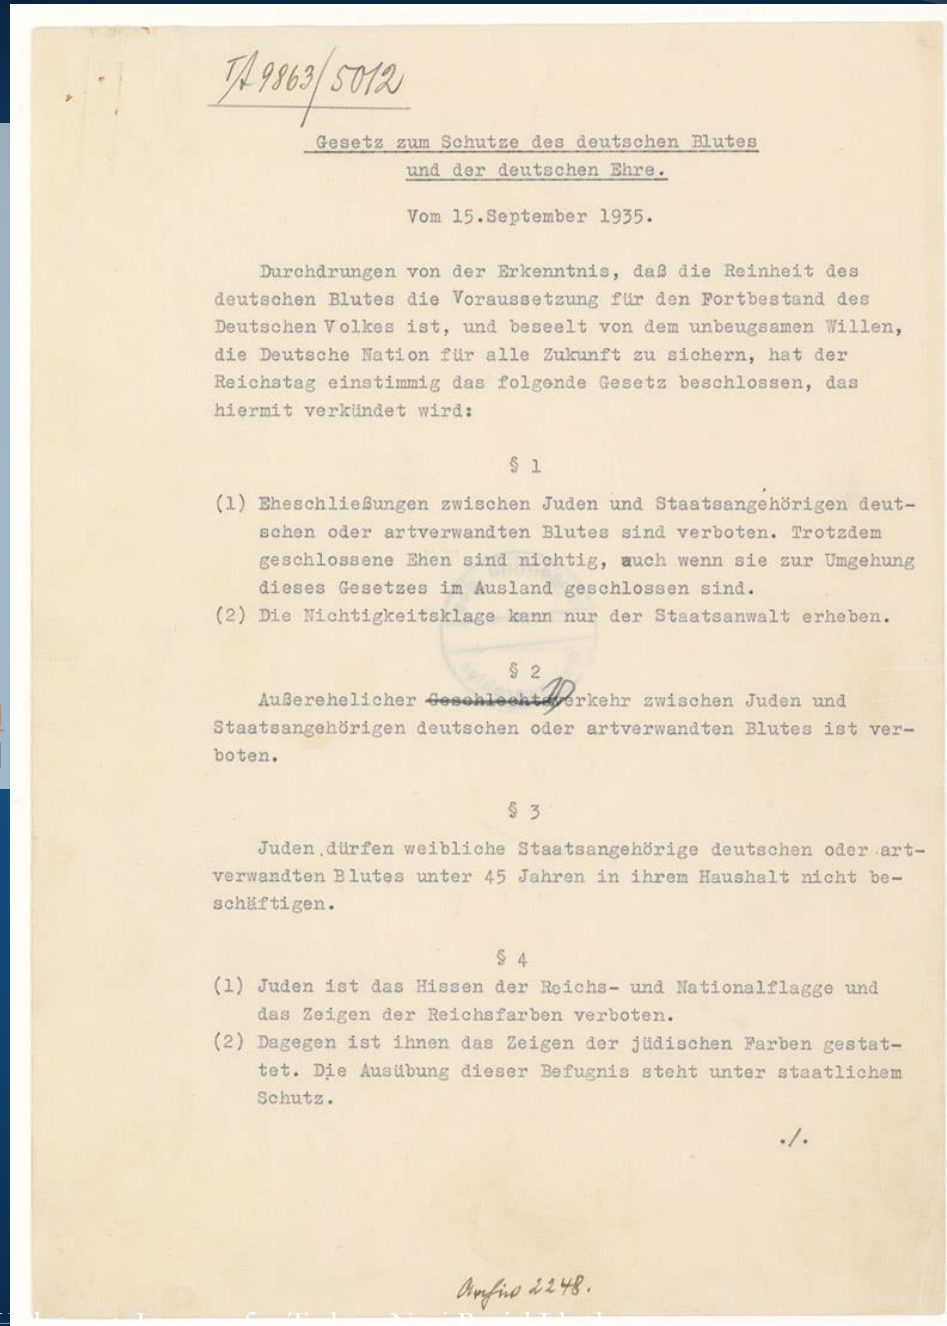 I/A 9863/5012
Gesetz zum Schutze des deutschen Blutes
und der deutschen Ehre.
Vom 15.September 1935.
Durchdrungen von der Erkenntnis, daß die Reinheit des
deutschen Blutes die Voraussetzung für den Fortbestand des
Deutschen Volkes ist, und beseelt von dem unbeugsamen Willen,
die Deutsche Nation für alle Zukunft zu sichern, hat der
Reichstag einstimmig das folgende Gesetz beschlossen, das
hiermit verkündet wird:
§ 1
(1) Eheschließungen zwischen Juden und Staatsangehörigen deut-
schen oder artverwandten Blutes sind verboten. Trotzdem
geschlossene Ehen sind nichtig, auch wenn sie zur Umgehung
dieses Gesetzes im Ausland geschlossen sind.
(2) Die Nichtigkeitsklage kann nur der Staatsanwalt erheben.
§ 2
Außerehelicher Geschlechtsverkehr zwischen Juden und
Staatsangehörigen deutschen oder artverwandten Blutes ist ver-
boten.
§ 3
Juden dürfen weibliche Staatsangehörige deutschen oder art-
verwandten Blutes unter 45 Jahren in ihrem Haushalt nicht be-
schäftigen.
§ 4
(1) Juden ist das Hissen der Reichs- und Nationalflagge und
das Zeigen der Reichsfarben verboten.
(2) Dagegen ist ihnen das Zeigen der jüdischen Farben gestat-
tet. Die Ausübung dieser Befugnis steht unter staatlichem
Schutz.
./.
Archiv 2248.